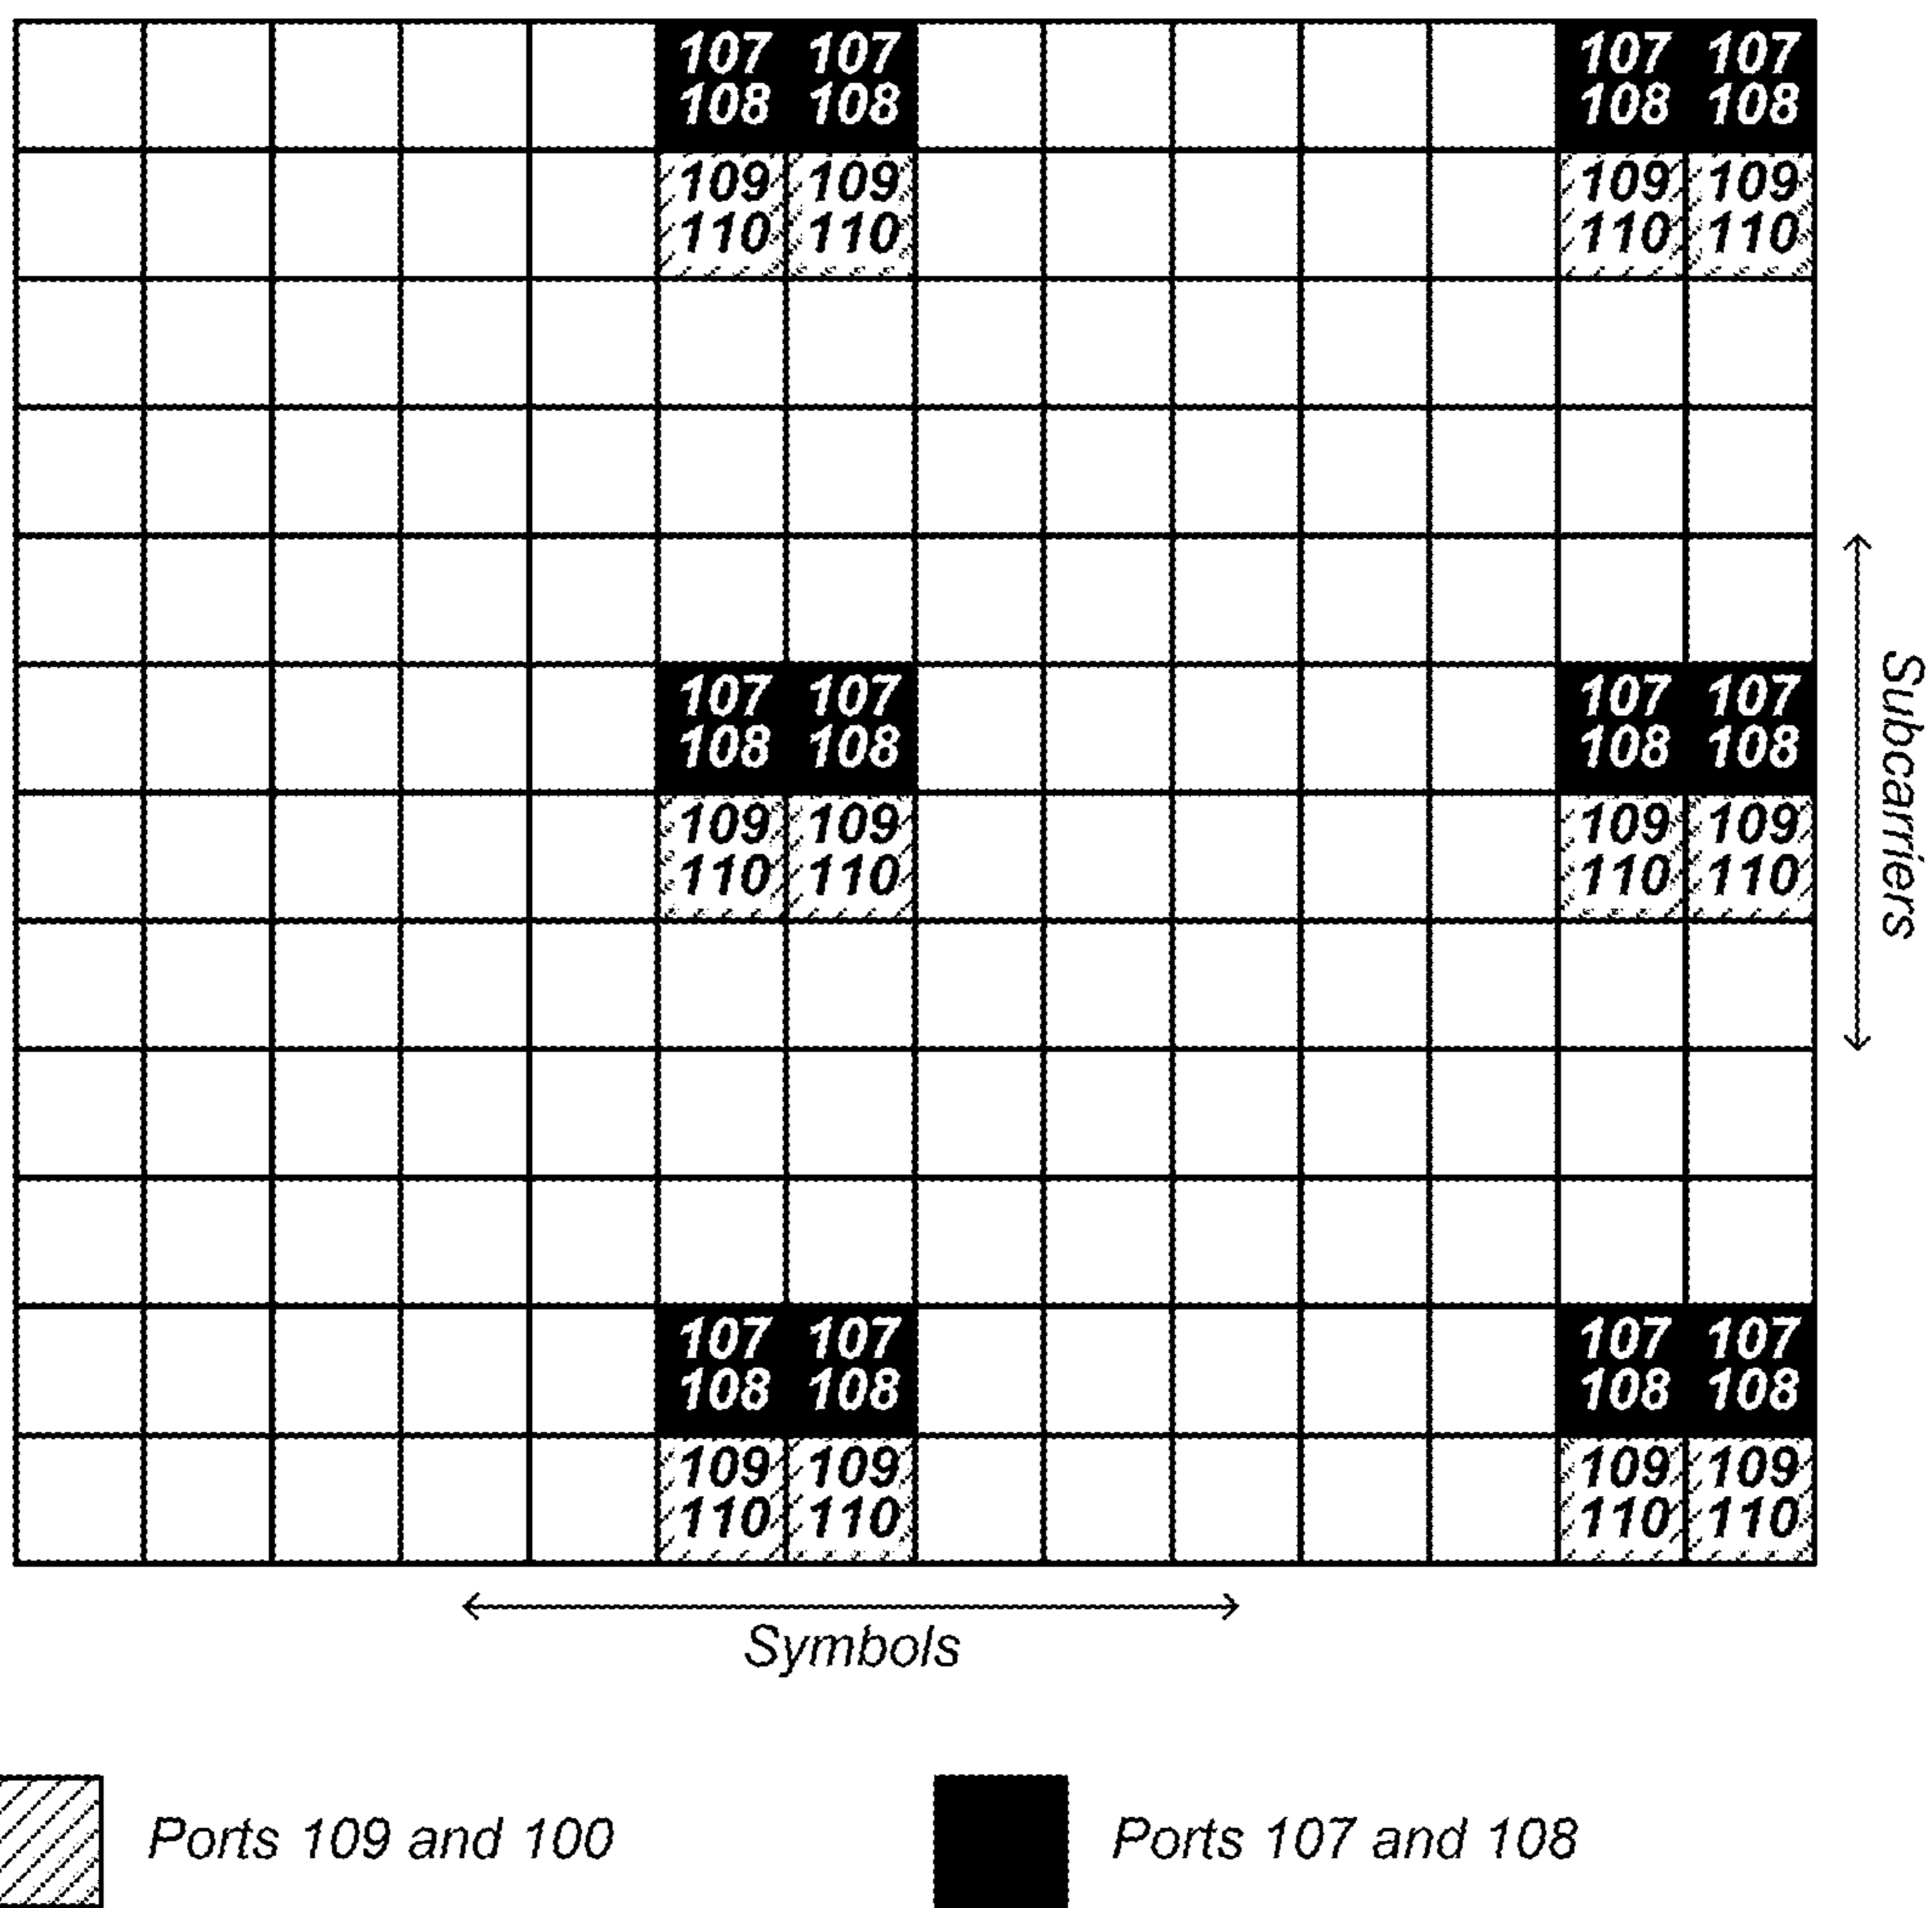 107 107 107 107
108 108 108 108
109 109 109 109
110 110 110 110
107 107 107 107
108 108 108 108
109 109 109 109
110 110 110 110
107 107 107 107
108 108 108 108
109 109 109 109
110 110 110 110
Subcarriers
Symbols
Ports 109 and 100
Ports 107 and 108